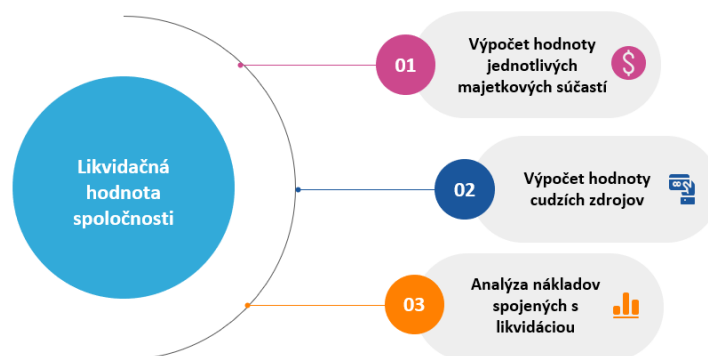 Likvidačná
hodnota
spoločnosti
01
Výpočet hodnoty
jednotlivých
majetkových súčastí
$
02
Výpočet hodnoty
cudzích zdrojov
03
Analýza nákladov
spojených s
likvidáciou